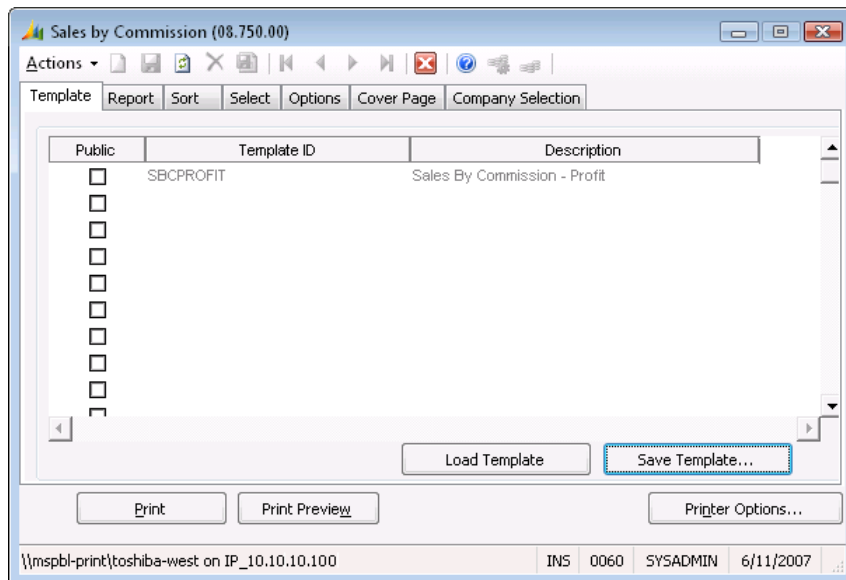 Sales by Commission (08.750.00)
Actions
Template Report Sort Select Options Cover Page Company Selection
Public Template ID Description
SBCPROFIT Sales By Commission - Profit
Load Template Save Template...
Print Print Preview Printer Options...
\\mspbl-print\toshiba-west on IP_10.10.10.100 INS 0060 SYSADMIN 6/11/2007